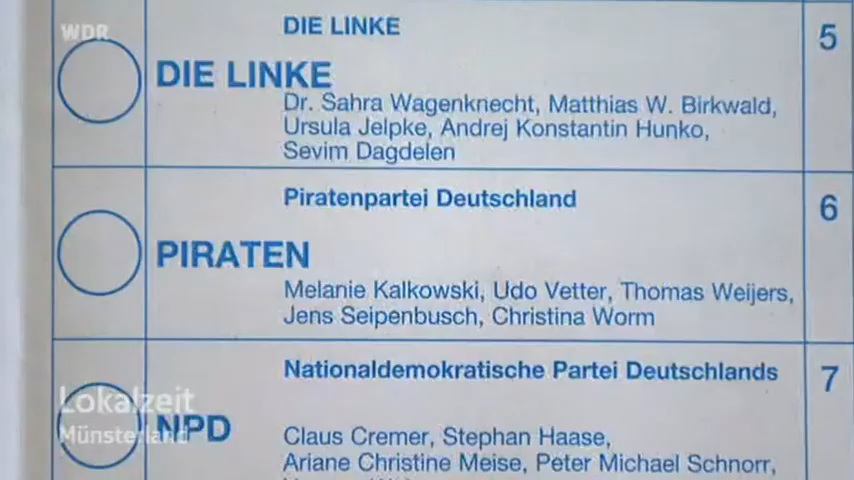 WDR
DIE LINKE
5
DIE LINKE
Dr. Sahra Wagenknecht, Matthias W. Birkwald,
Ursula Jelpke, Andrej Konstantin Hunko,
Sevim Dagdelen
Piratenpartei Deutschland
6
PIRATEN
Melanie Kalkowski, Udo Vetter, Thomas Weijers,
Jens Seipenbusch, Christina Worm
Nationaldemokratische Partei Deutschlands
7
Lokalzeit
Münsterland
NPD
Claus Cremer, Stephan Haase,
Ariane Christine Meise, Peter Michael Schnorr,